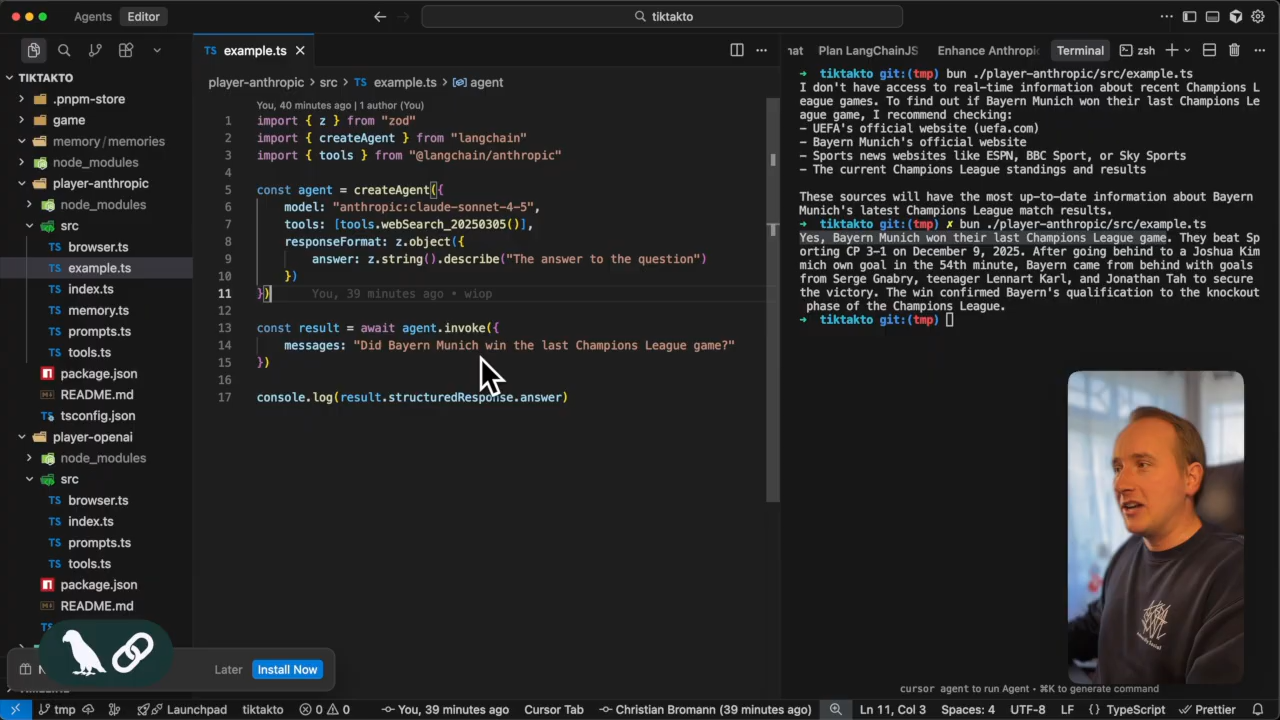 Agents Editor
tiktakto
TIKTAKTO
.pnpm-store
game
memory/memories
node_modules
player-anthropic
node_modules
src
TS browser.ts
TS example.ts
TS index.ts
TS memory.ts
TS prompts.ts
TS tools.ts
package.json
README.md
TS tsconfig.json
player-openai
node_modules
src
TS browser.ts
TS index.ts
TS prompts.ts
TS tools.ts
package.json
README.md
TS
Later Install Now
TS example.ts
player-anthropic > src > TS example.ts > agent
You, 40 minutes ago | 1 author (You)
1 import { z } from "zod"
2 import { createAgent } from "langchain"
3 import { tools } from "@langchain/anthropic"
4
5 const agent = createAgent({
6 model: "anthropic:claude-sonnet-4-5",
7 tools: [tools.webSearch_20250305()],
8 responseFormat: z.object({
9 answer: z.string().describe("The answer to the question")
10 })
11 }) You, 39 minutes ago • wiop
12
13 const result = await agent.invoke({
14 messages: "Did Bayern Munich win the last Champions League game?"
15 })
16
17 console.log(result.structuredResponse.answer)
nat Plan LangChainJS Enhance Anthropi Terminal zsh
➜ tiktakto git:(tmp) bun ./player-anthropic/src/example.ts
I don't have access to real-time information about recent Champions L
eague games. To find out if Bayern Munich won their last Champions Le
ague game, I recommend checking:
- UEFA's official website (uefa.com)
- Bayern Munich's official website
- Sports news websites like ESPN, BBC Sport, or Sky Sports
- The current Champions League standings and results
These sources will have the most up-to-date information about Bayern
Munich's latest Champions League match results.
➜ tiktakto git:(tmp) ✗ bun ./player-anthropic/src/example.ts
Yes, Bayern Munich won their last Champions League game. They beat Sp
orting CP 3-1 on December 9, 2025. After going behind to a Joshua Kim
mich own goal in the 54th minute, Bayern came from behind with goals
from Serge Gnabry, teenager Lennart Karl, and Jonathan Tah to secure
the victory. The win confirmed Bayern's qualification to the knockout
phase of the Champions League.
➜ tiktakto git:(tmp)
cursor agent to run Agent • ⌘K to generate command
tmp Launchpad tiktakto 0 0 You, 39 minutes ago Cursor Tab Christian Bromann (39 minutes ago) Ln 11, Col 3 Spaces: 4 UTF-8 LF {} TypeScript Prettier